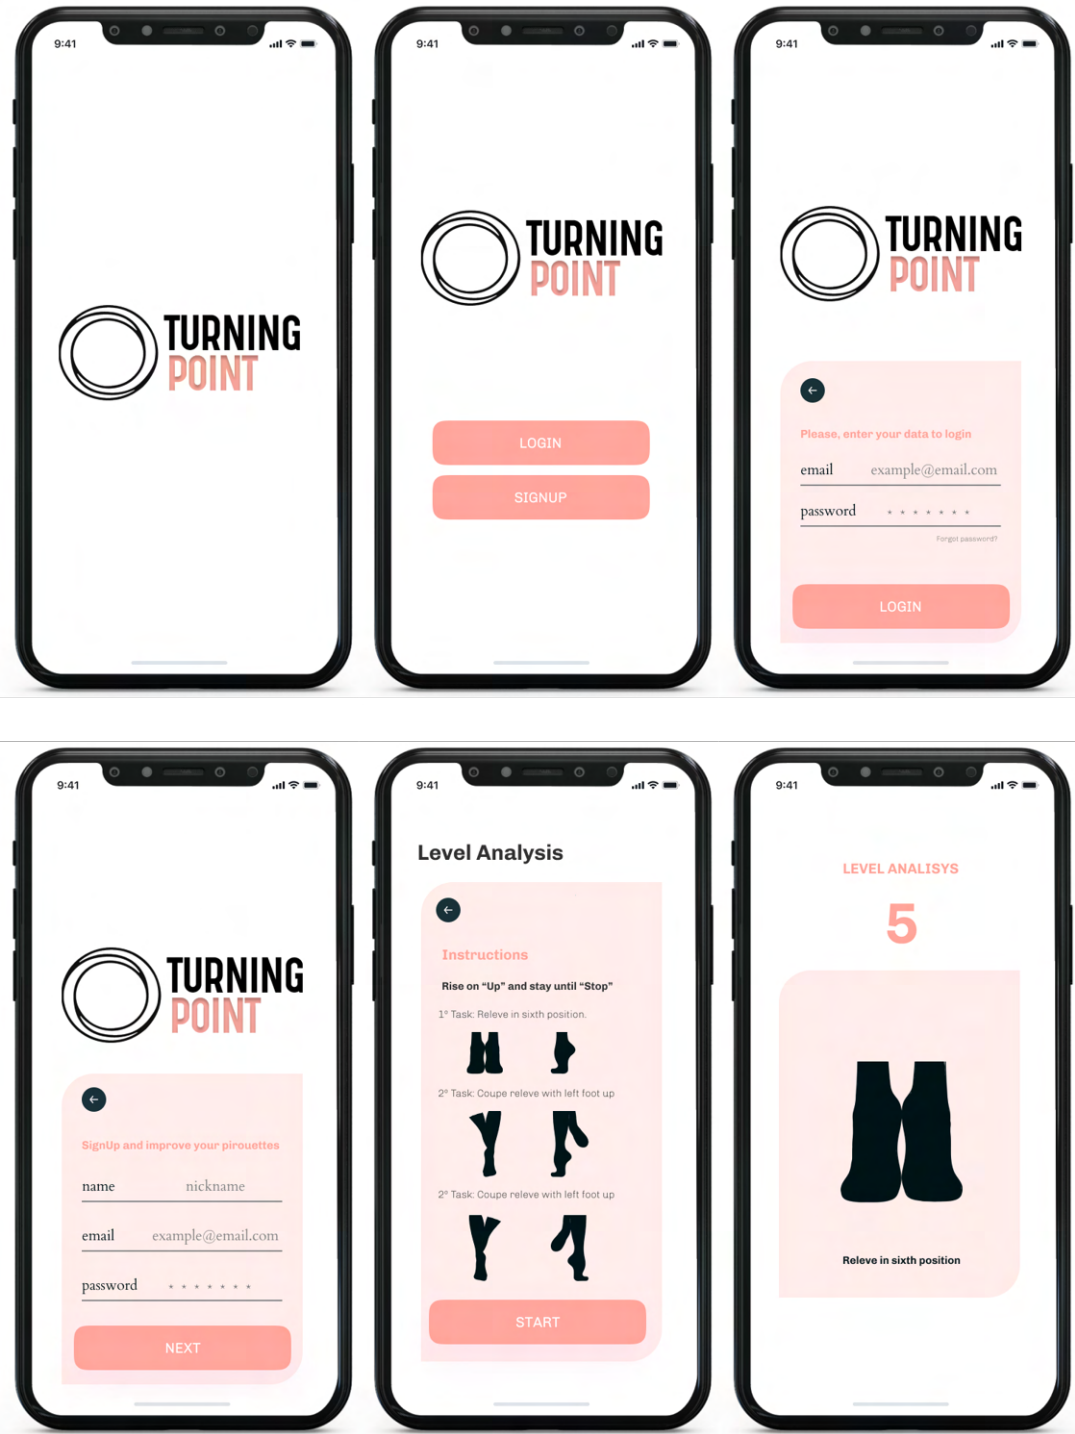 9:41
TURNING
POINT
9:41
TURNING
POINT
LOGIN
SIGNUP
9:41
TURNING
POINT
Please, enter your data to login
email example@email.com
password * * * * * * *
Forgot password?
LOGIN
9:41
TURNING
POINT
SignUp and improve your pirouettes
name nickname
email example@email.com
password * * * * * * *
NEXT
9:41
Level Analysis
Instructions
Rise on “Up” and stay until “Stop”
1° Task: Releve in sixth position.
2° Task: Coupe releve with left foot up
2° Task: Coupe releve with left foot up
START
9:41
LEVEL ANALISYS
5
Releve in sixth position